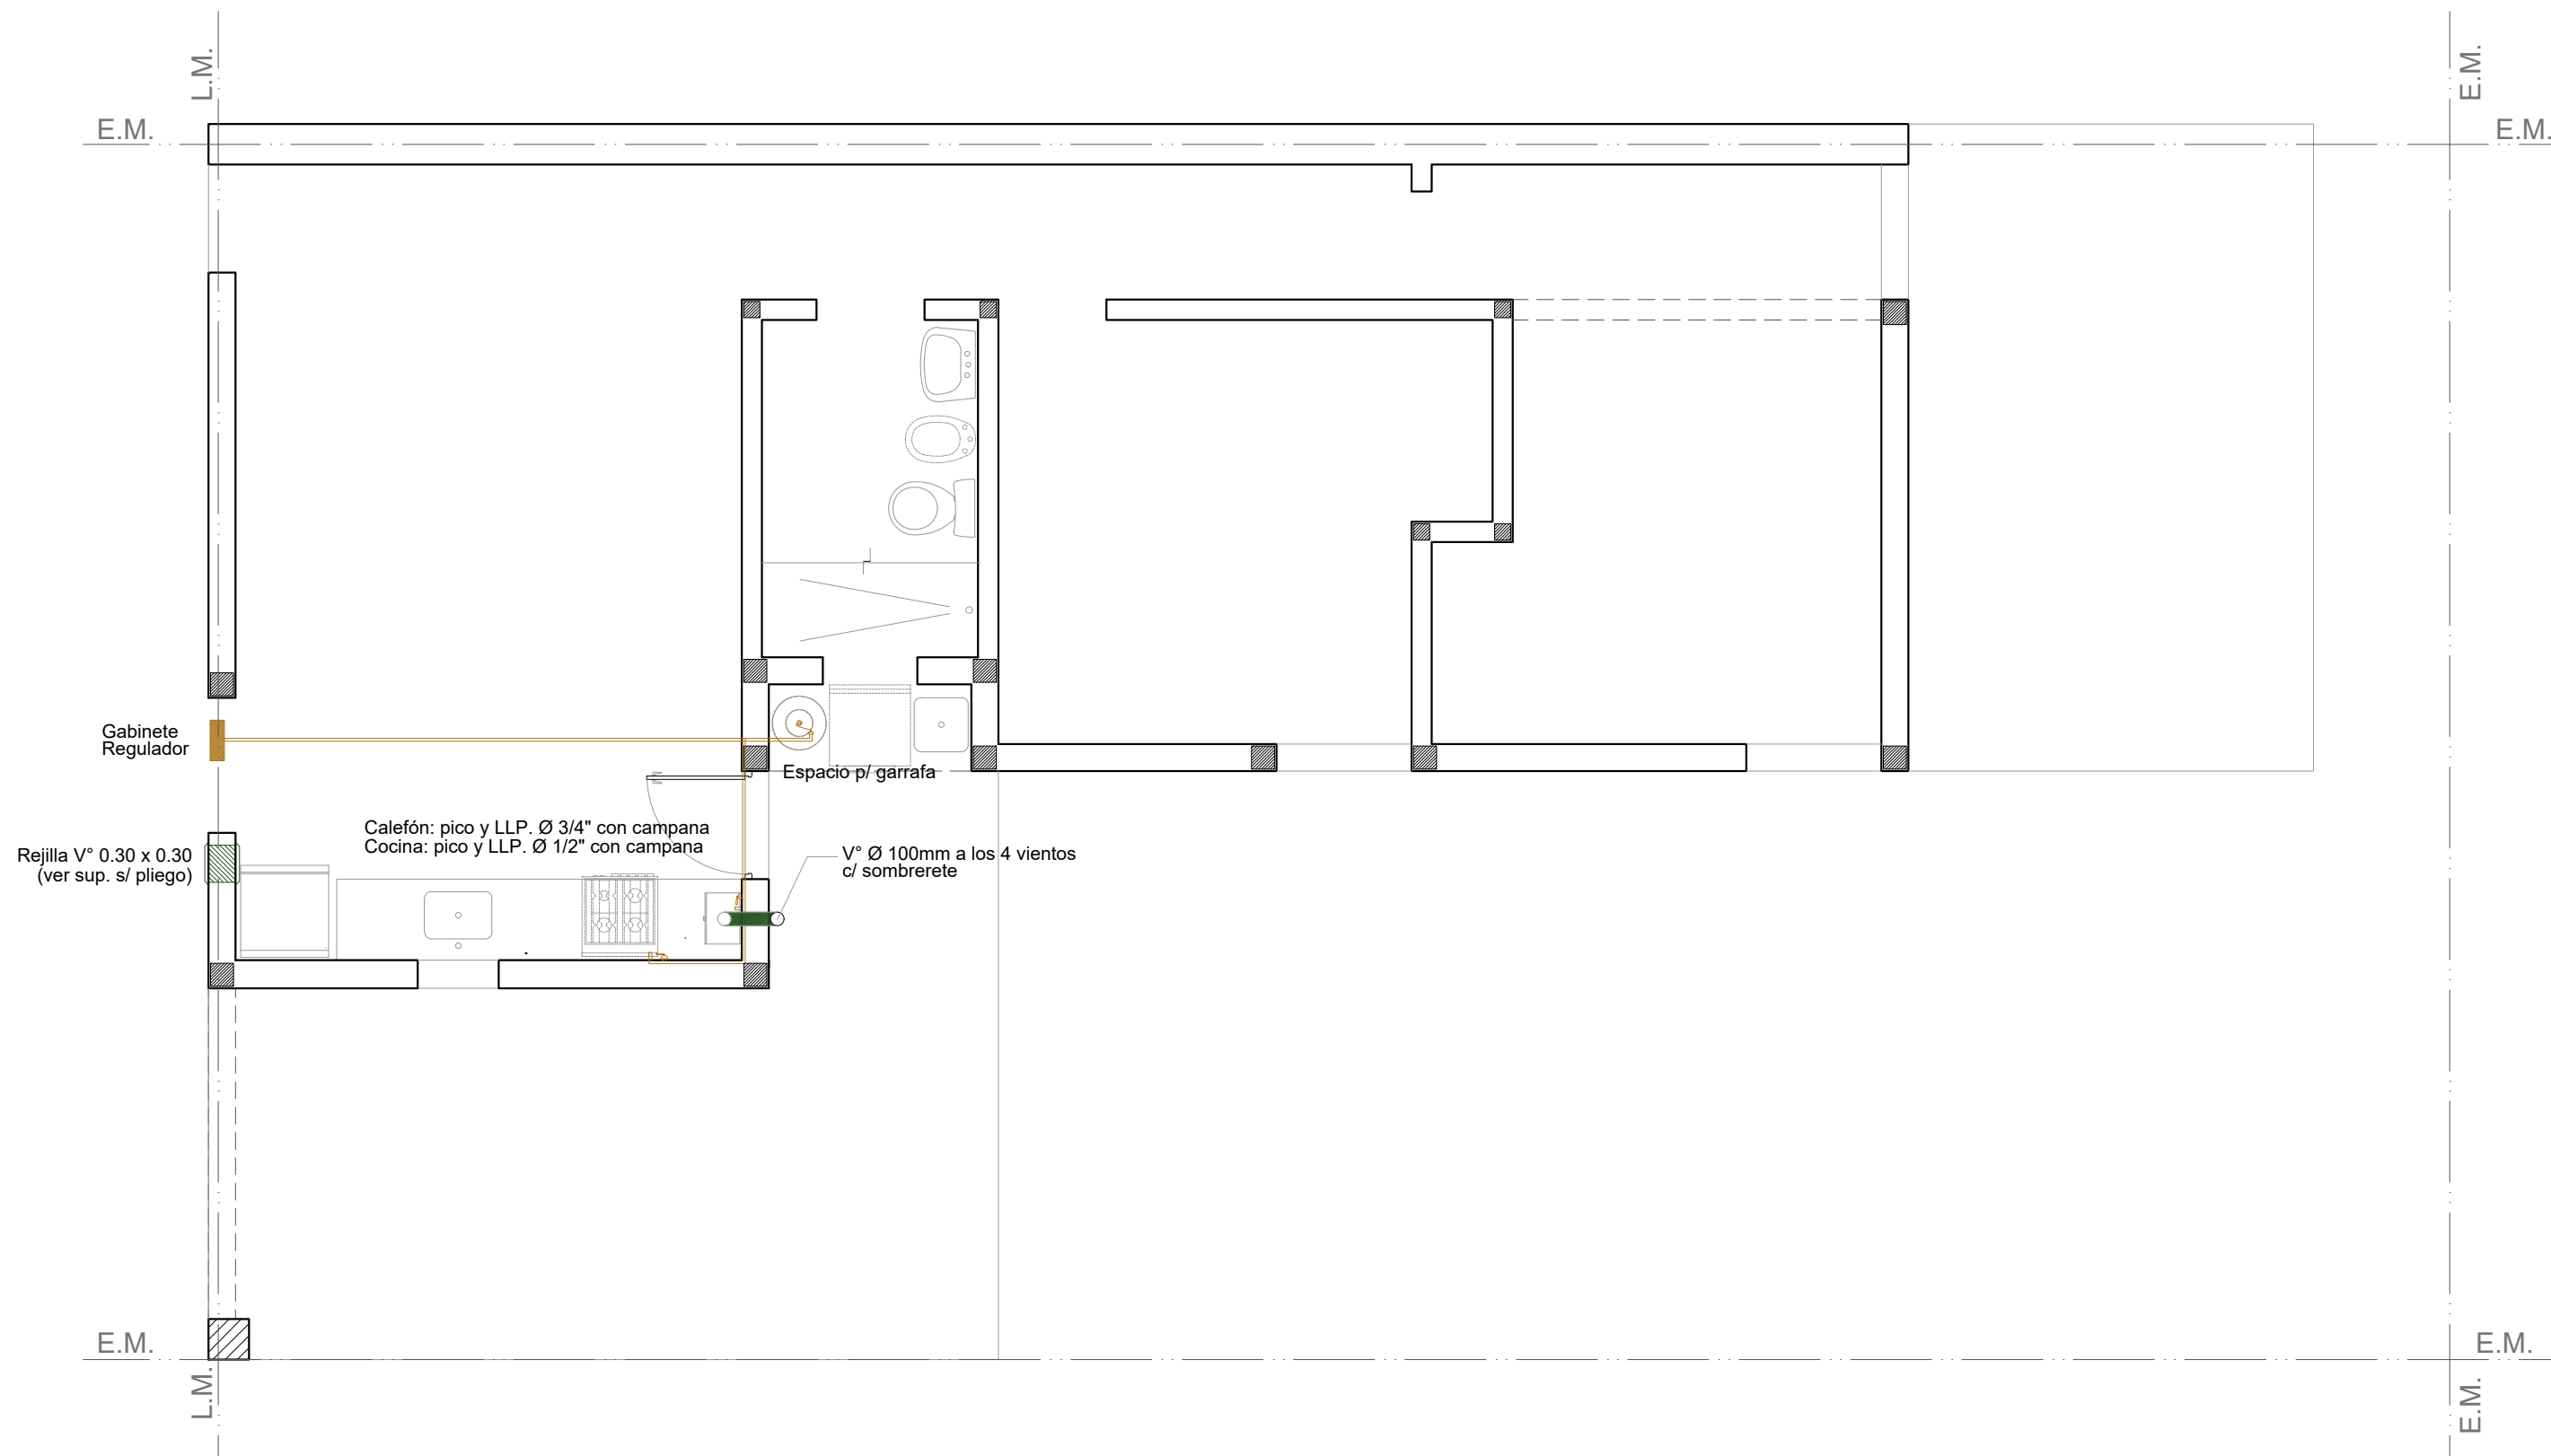 L.M.
E.M.
E.M.
E.M.
Gabinete
Regulador
Espacio p/ garrafa
Calefón: pico y LLP. Ø 3/4" con campana
Cocina: pico y LLP. Ø 1/2" con campana
Rejilla V° 0.30 x 0.30
(ver sup. s/ pliego)
V° Ø 100mm a los 4 vientos
c/ sombrerete
E.M.
E.M.
L.M.
E.M.